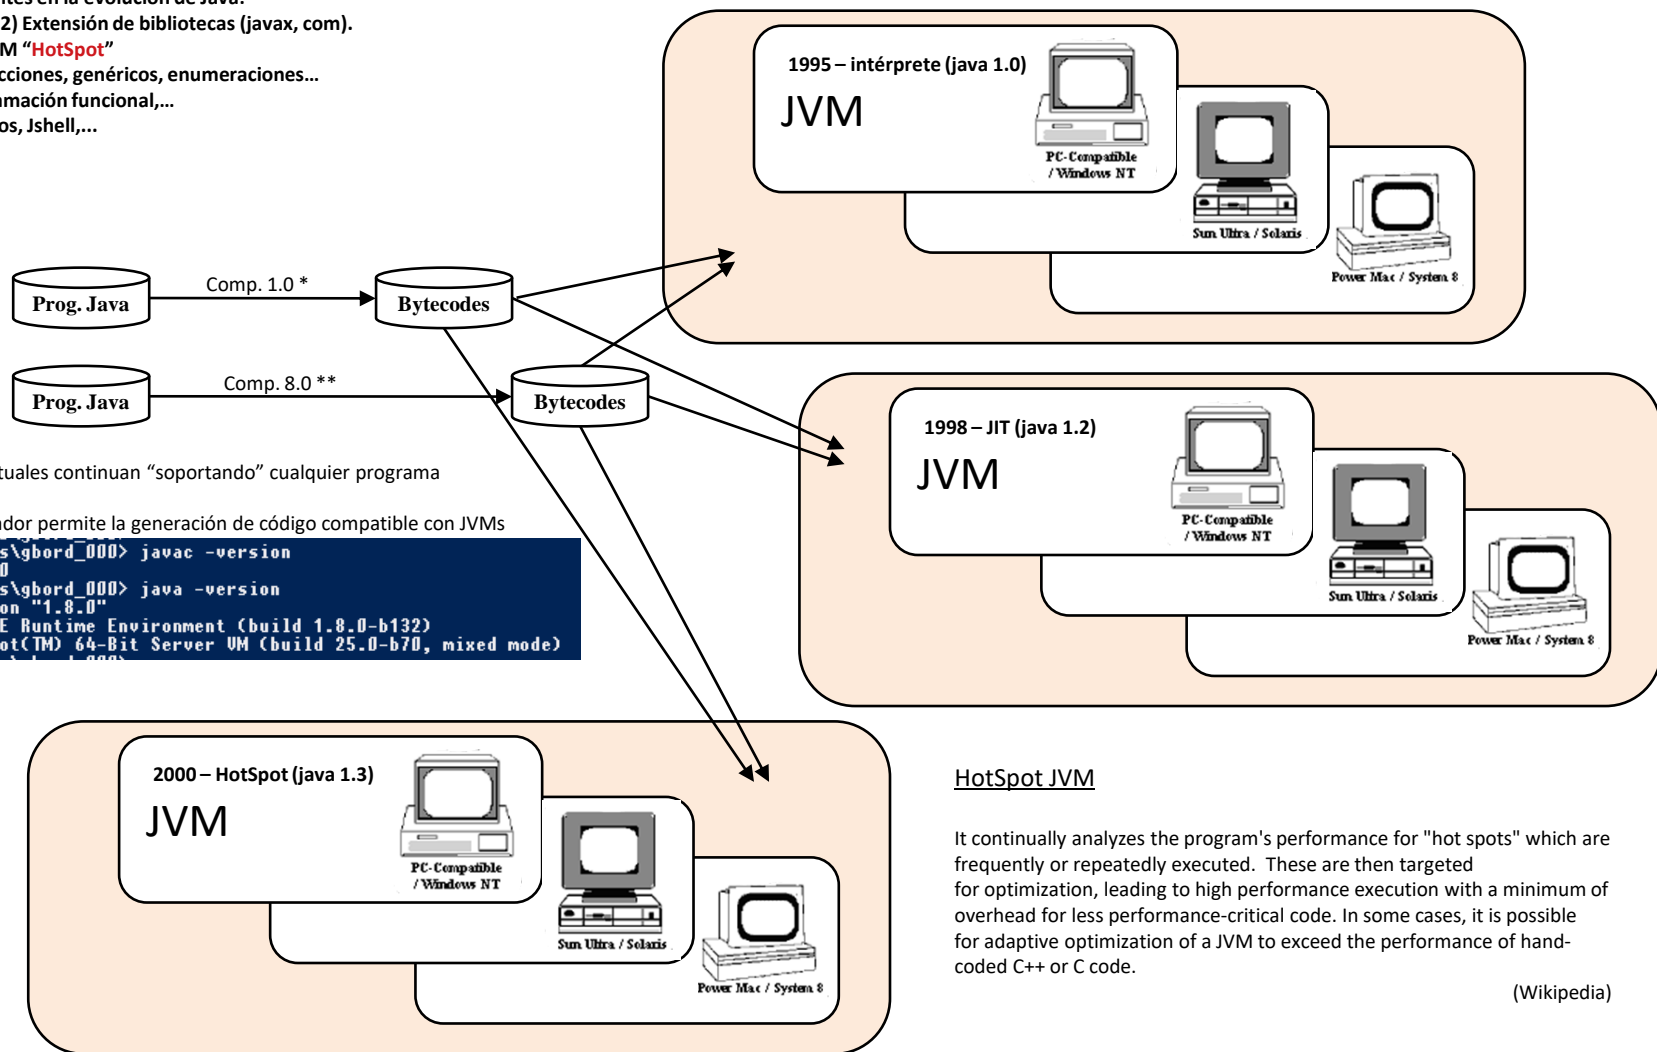 ntes en la evolución de Java:
2) Extensión de bibliotecas (javax, com).
M “HotSpot”
cciones, genéricos, enumeraciones...
amación funcional,...
os, Jshell,...
1995 – intérprete (java 1.0)
JVM
PC-Compatible
/ Windows NT
Sun Ultra / Solaris
Power Mac / System 8
Prog. Java
Comp. 1.0 *
Bytecodes
Prog. Java
Comp. 8.0 **
Bytecodes
1998 – JIT (java 1.2)
JVM
PC-Compatible
/ Windows NT
Sun Ultra / Solaris
Power Mac / System 8
tuales continuan “soportando” cualquier programa
ador permite la generación de código compatible con JVMs
s\gbord_000> javac -version
0
s\gbord_000> java -version
on "1.8.0"
E Runtime Environment (build 1.8.0-b132)
ot(TM) 64-Bit Server VM (build 25.0-b70, mixed mode)
2000 – HotSpot (java 1.3)
JVM
PC-Compatible
/ Windows NT
Sun Ultra / Solaris
Power Mac / System 8
HotSpot JVM
It continually analyzes the program's performance for "hot spots" which are
frequently or repeatedly executed. These are then targeted
for optimization, leading to high performance execution with a minimum of
overhead for less performance-critical code. In some cases, it is possible
for adaptive optimization of a JVM to exceed the performance of hand-
coded C++ or C code.
(Wikipedia)